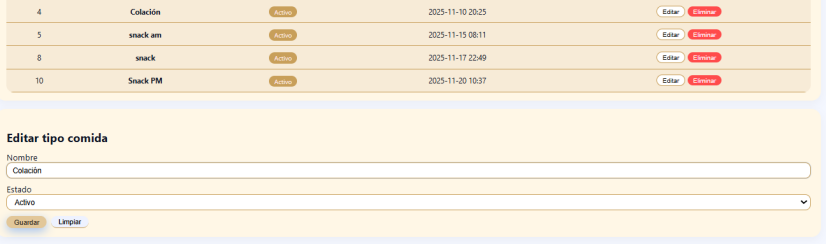 4 Colación Activo 2025-11-10 20:25 Editar Eliminar
5 snack am Activo 2025-11-15 08:11 Editar Eliminar
8 snack Activo 2025-11-17 22:49 Editar Eliminar
10 Snack PM Activo 2025-11-20 10:37 Editar Eliminar
Editar tipo comida
Nombre
Colación
Estado
Activo
Guardar Limpiar